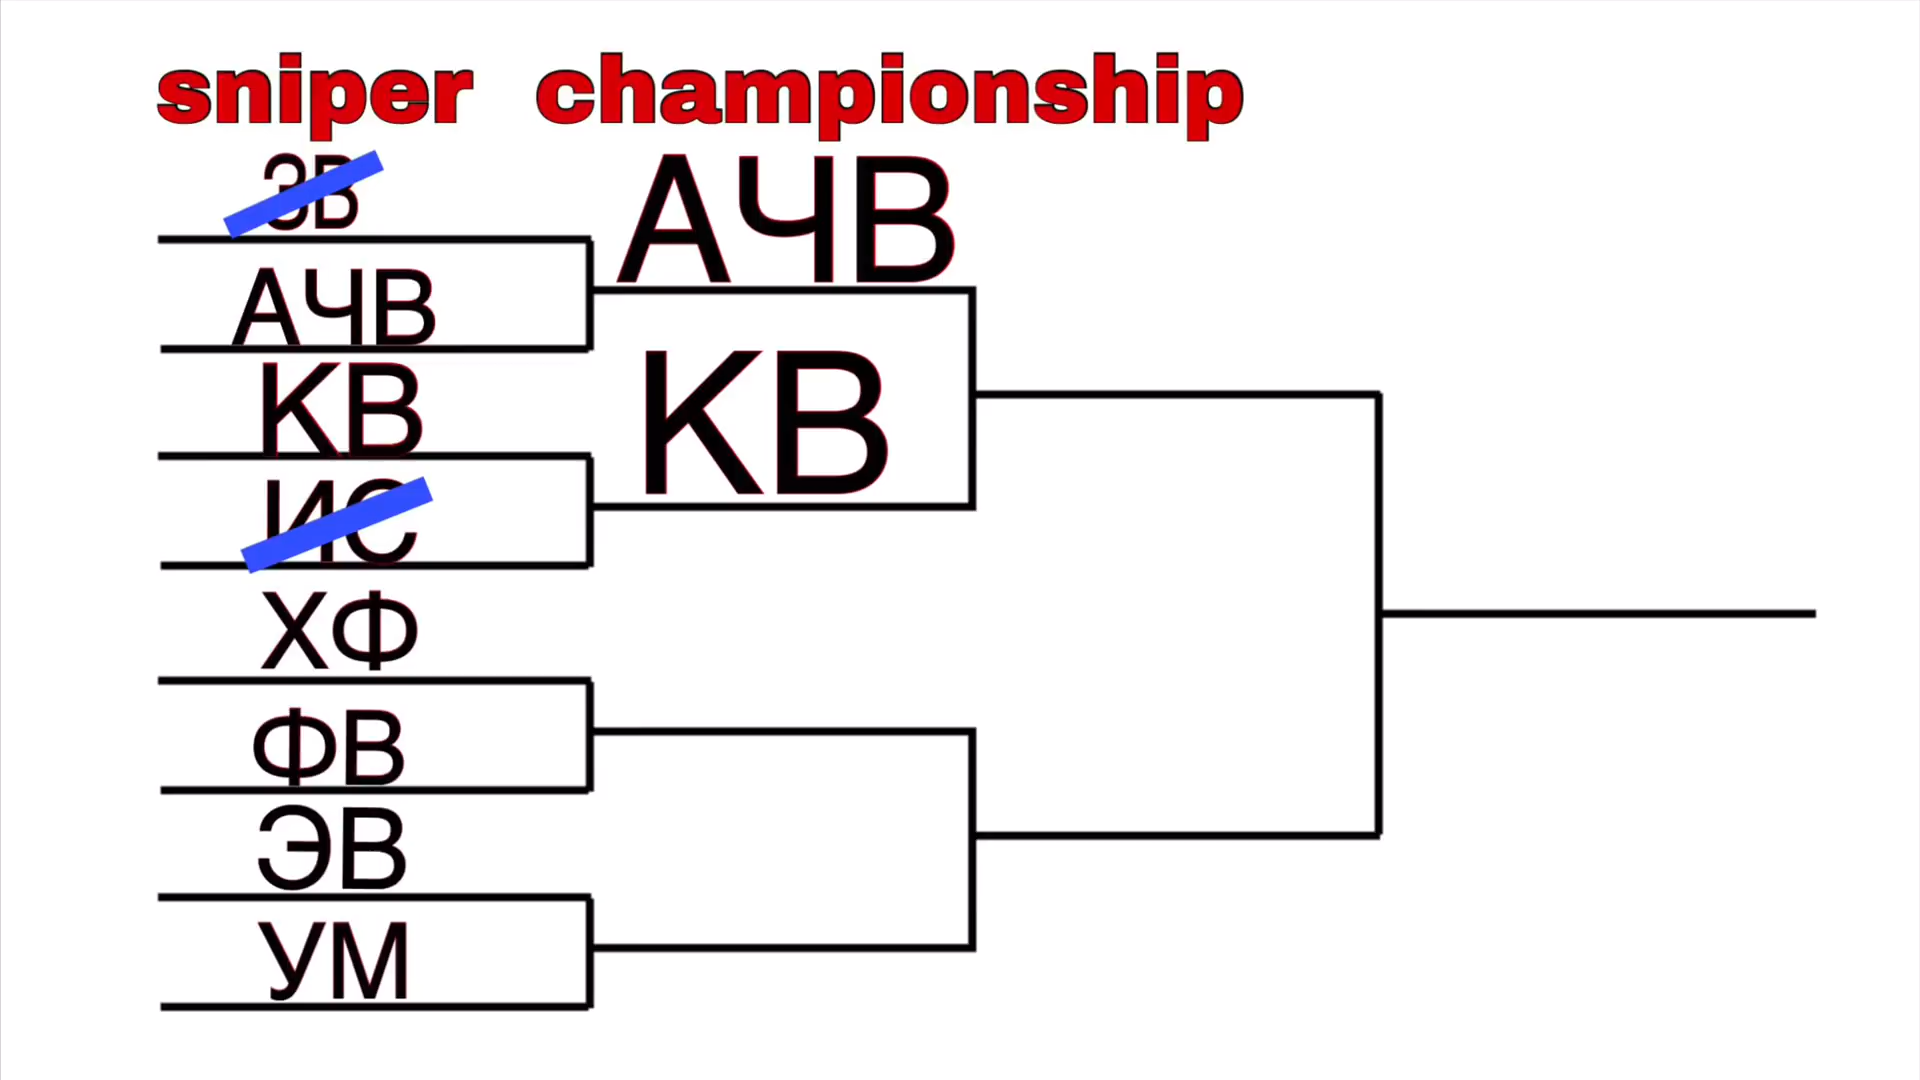 sniper championship
ЗВ
АЧВ
КВ
ИС
ХФ
ФВ
ЭВ
УМ
АЧВ
КВ